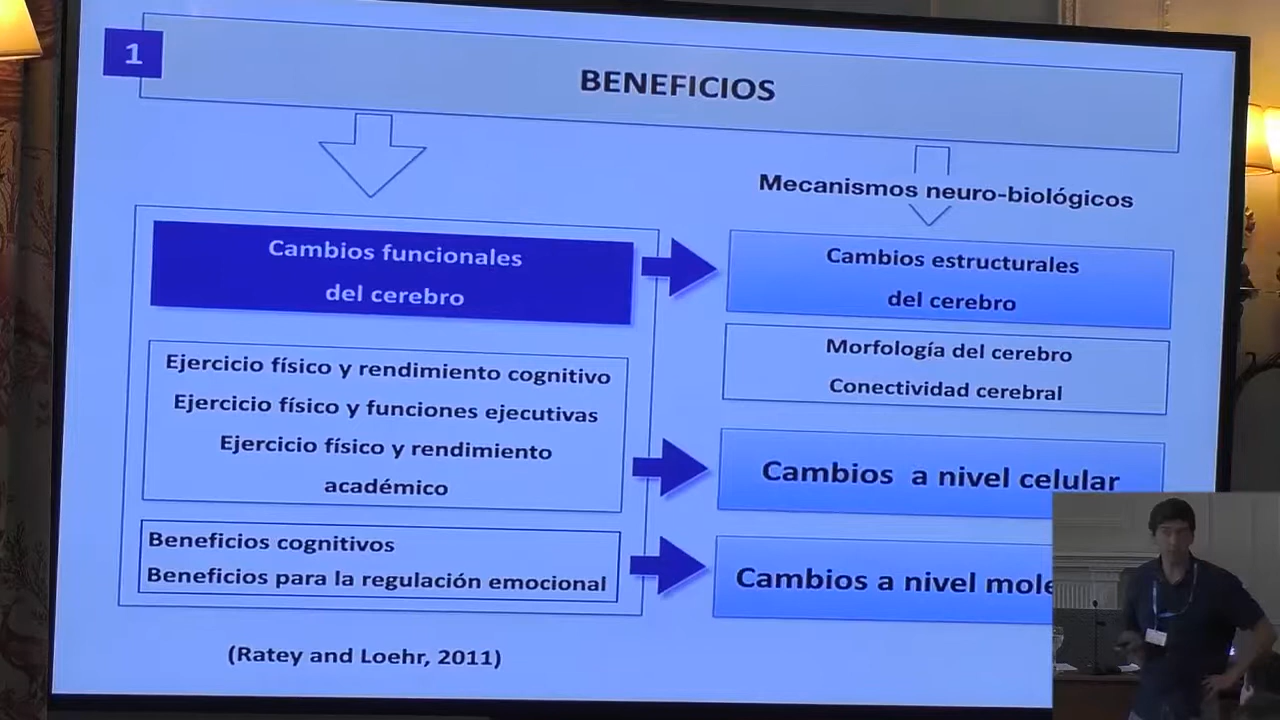 1
BENEFICIOS
Mecanismos neuro-biológicos
Cambios funcionales
del cerebro
Ejercicio físico y rendimiento cognitivo
Ejercicio físico y funciones ejecutivas
Ejercicio físico y rendimiento
académico
Beneficios cognitivos
Beneficios para la regulación emocional
(Ratey and Loehr, 2011)
Cambios estructurales
del cerebro
Morfología del cerebro
Conectividad cerebral
Cambios a nivel celular
Cambios a nivel